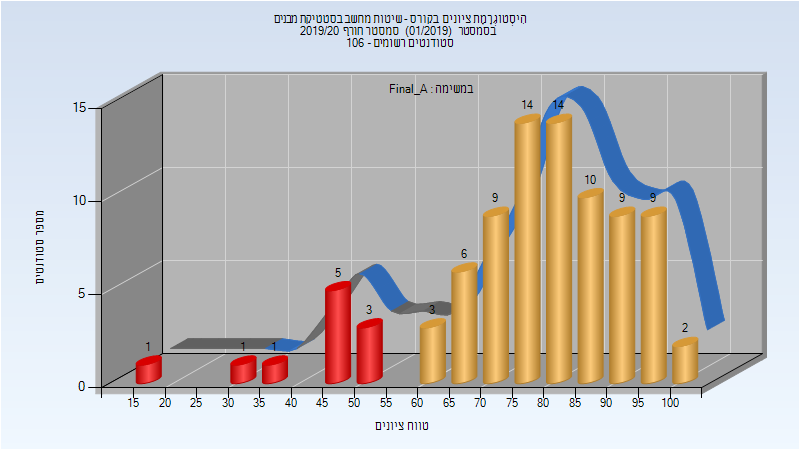 היסטוגרמת ציונים בקורס - שיטות מחשב בסטטיקת מבנים
בסמסטר (01/2019) סמסטר חורף 2019/20
סטודנטים רשומים - 106
במשימה : Final_A
מספר סטודנטים
15
10
5
0
1
1
1
5
3
3
6
9
14
14
10
9
9
2
15 20 25 30 35 40 45 50 55 60 65 70 75 80 85 90 95 100
טווח ציונים